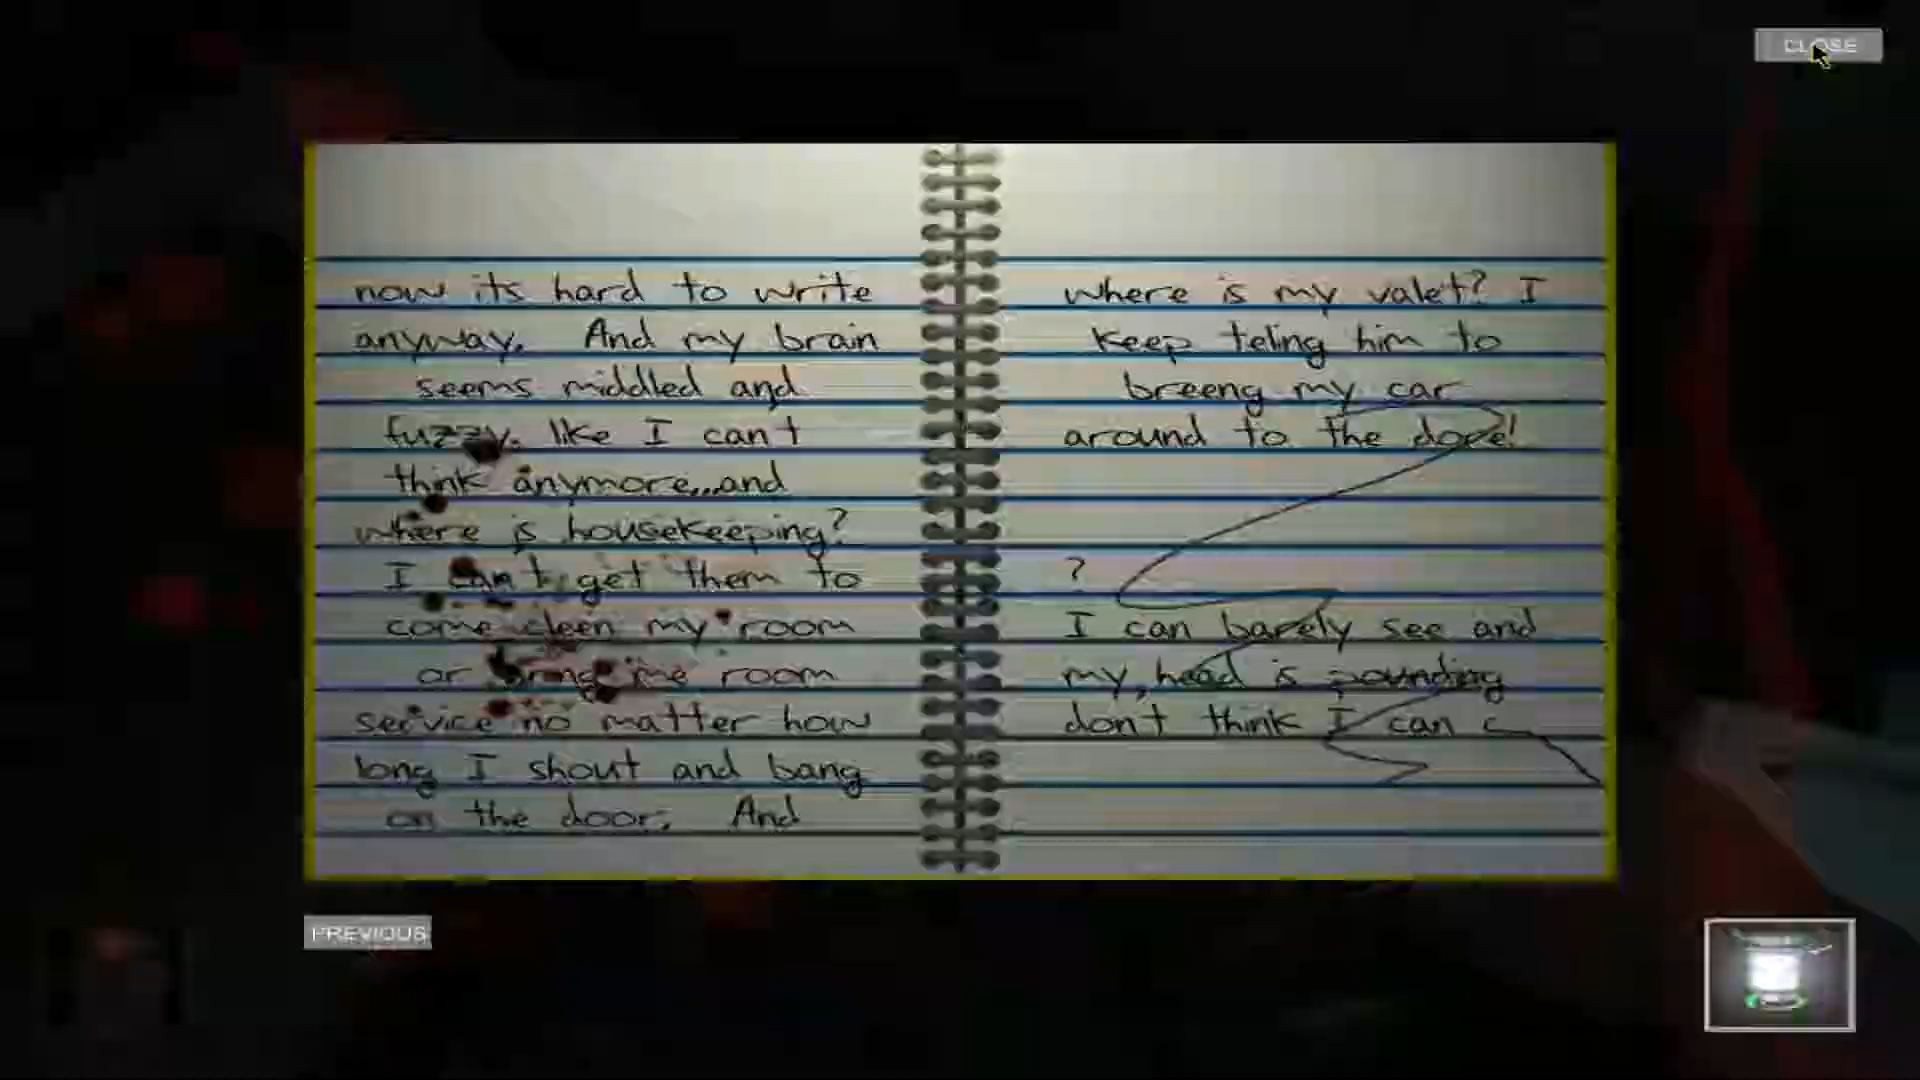 CLOSE
now its hard to write
anyway. And my brain
seems middled and
fuzzy. like I can't
think anymore...and
where is housekeeping?
I can't get them to
come cleen my room
or bring me room
service no matter how
long I shout and bang
on the door. And
where is my valet? I
keep teling him to
breeng my car
around to the dore!
?
I can barely see and
my head is pounding
don't think I can c
PREVIOUS